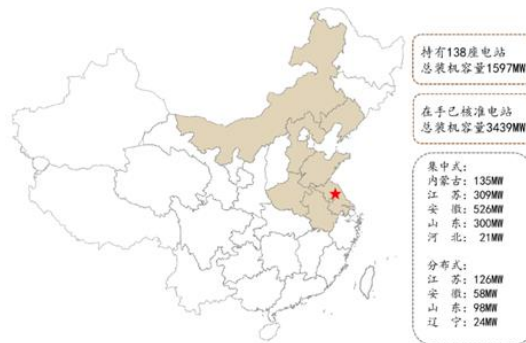 持有138座电站
总装机容量1597MW
在手已核准电站
总装机容量3439MW
集中式:
内蒙古: 135MW
江 苏: 309MW
安 徽: 526MW
山 东: 300MW
河 北: 21MW
分布式:
江 苏: 126MW
安 徽: 58MW
山 东: 98MW
辽 宁: 24MW